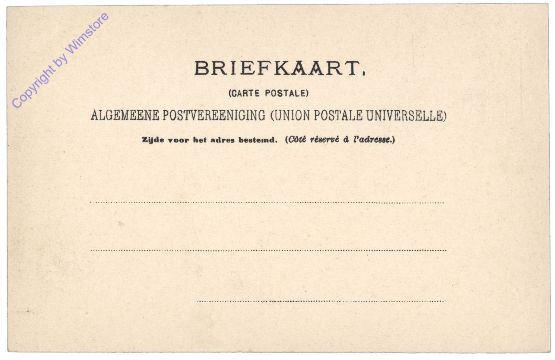 Copyright by Wimstore
BRIEFKAART.
(CARTE POSTALE)
ALGEMEENE POSTVEREENIGING (UNION POSTALE UNIVERSELLE)
Zijde voor het adres bestemd. (Côté réservé à l'adresse.)